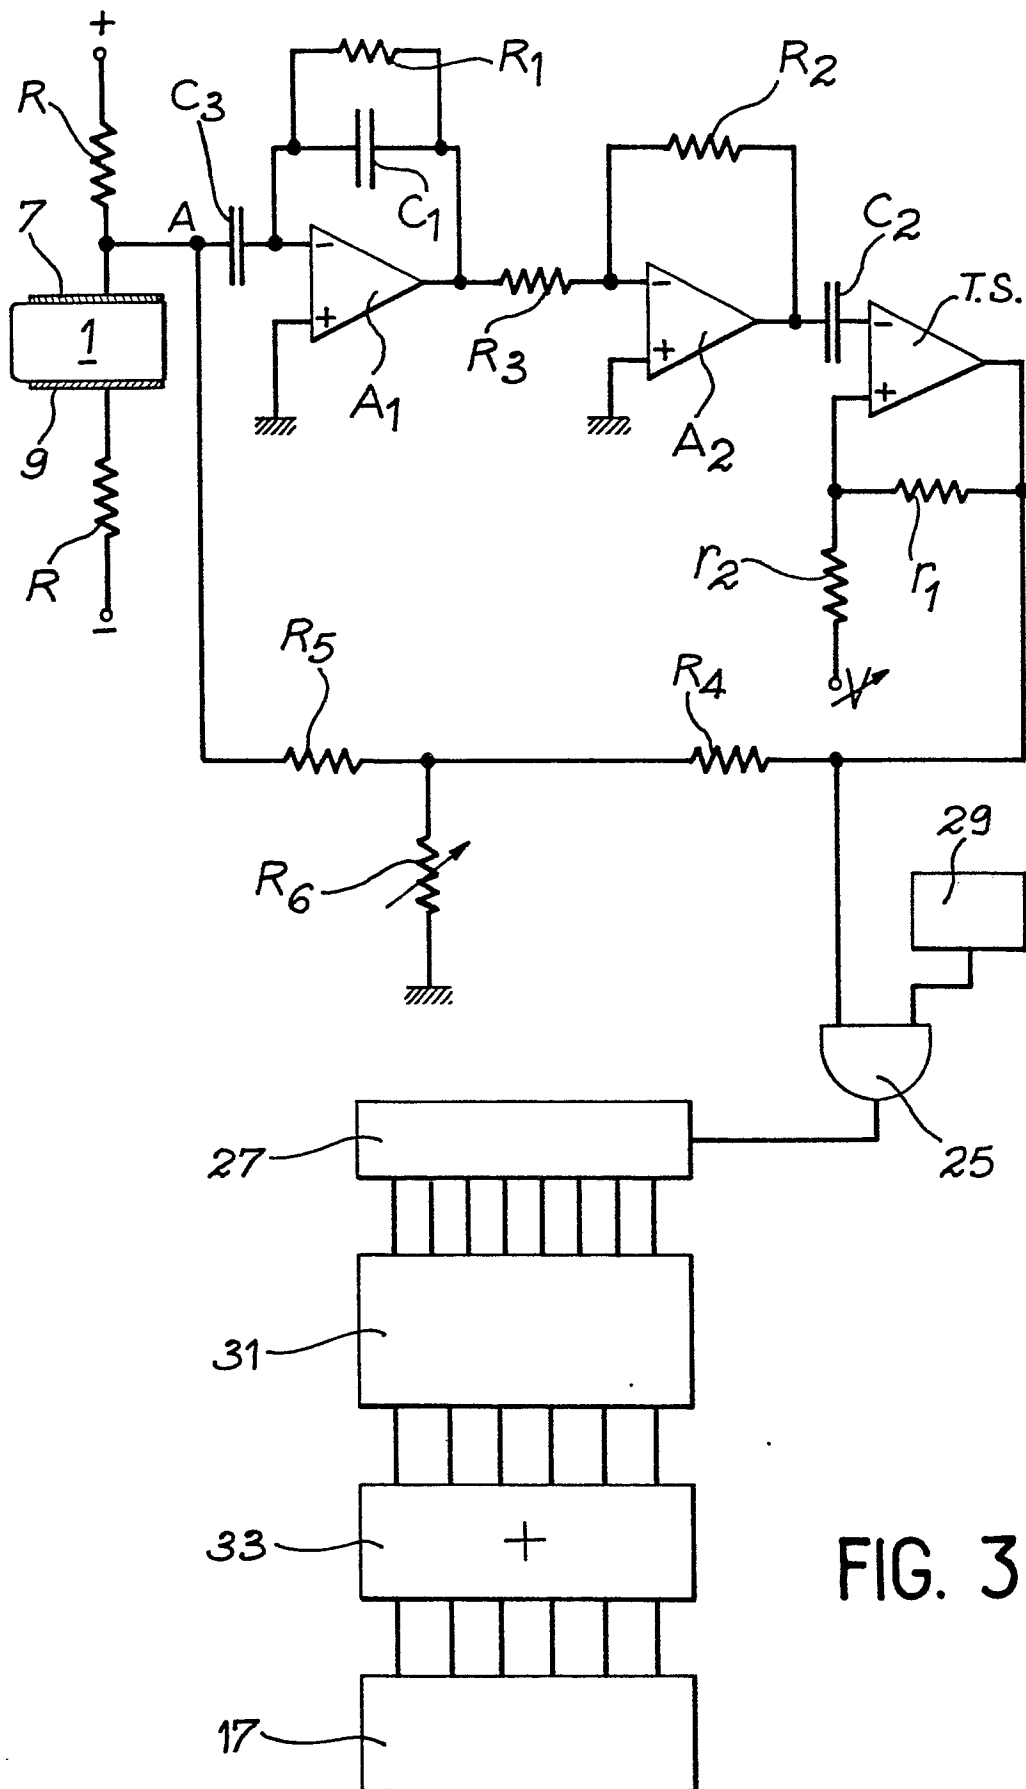 +
R1
R2
R
C3
C1
7
A
C2
T.S.
-
-
-
1
+
+
+
R3
A1
A2
9
R
r2
r1
-
R5
R4
V
29
R6
25
27
31
33
+
FIG. 3
17